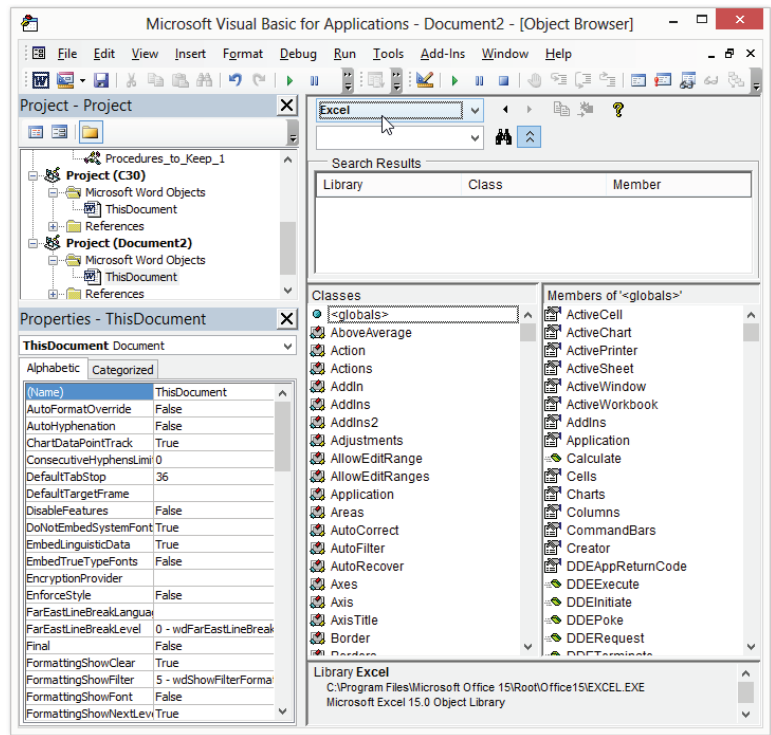 Microsoft Visual Basic for Applications - Document2 - [Object Browser]
File Edit View Insert Format Debug Run Tools Add-Ins Window Help
Project - Project
Procedures_to_Keep_1
Project (C30)
Microsoft Word Objects
ThisDocument
References
Project (Document2)
Microsoft Word Objects
ThisDocument
References
Properties - ThisDocument
ThisDocument Document
Alphabetic Categorized
(Name) ThisDocument
AutoFormatOverride False
AutoHyphenation False
ChartDataPointTrack True
ConsecutiveHyphensLimi 0
DefaultTabStop 36
DefaultTargetFrame
DisableFeatures False
DoNotEmbedSystemFont True
EmbedLinguisticData True
EmbedTrueTypeFonts False
EncryptionProvider
EnforceStyle False
FarEastLineBreakLangua
FarEastLineBreakLevel 0 - wdFarEastLineBreak
Final False
FormattingShowClear True
FormattingShowFilter 5 - wdShowFilterForma
FormattingShowFont False
FormattingShowNextLev True
Excel
Search Results
Library Class Member
Classes
<globals>
AboveAverage
Action
Actions
AddIn
AddIns
AddIns2
Adjustments
AllowEditRange
AllowEditRanges
Application
Areas
AutoCorrect
AutoFilter
AutoRecover
Axes
Axis
AxisTitle
Border
Borders
Members of '<globals>'
ActiveCell
ActiveChart
ActivePrinter
ActiveSheet
ActiveWindow
ActiveWorkbook
AddIns
Application
Calculate
Cells
Charts
Columns
CommandBars
Creator
DDEAppReturnCode
DDEExecute
DDEInitiate
DDEPoke
DDERequest
DDETerminate
Library Excel
C:\Program Files\Microsoft Office 15\Root\Office15\EXCEL.EXE
Microsoft Excel 15.0 Object Library